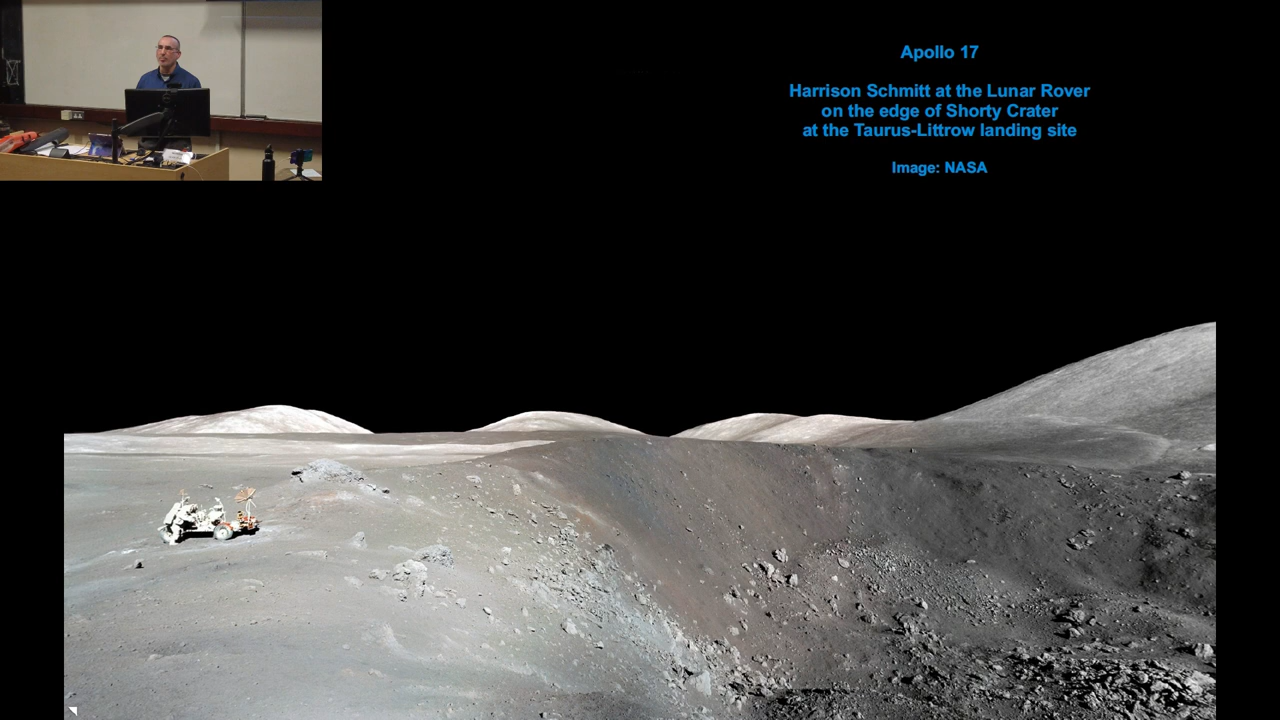 Apollo 17
Harrison Schmitt at the Lunar Rover
on the edge of Shorty Crater
at the Taurus-Littrow landing site
Image: NASA